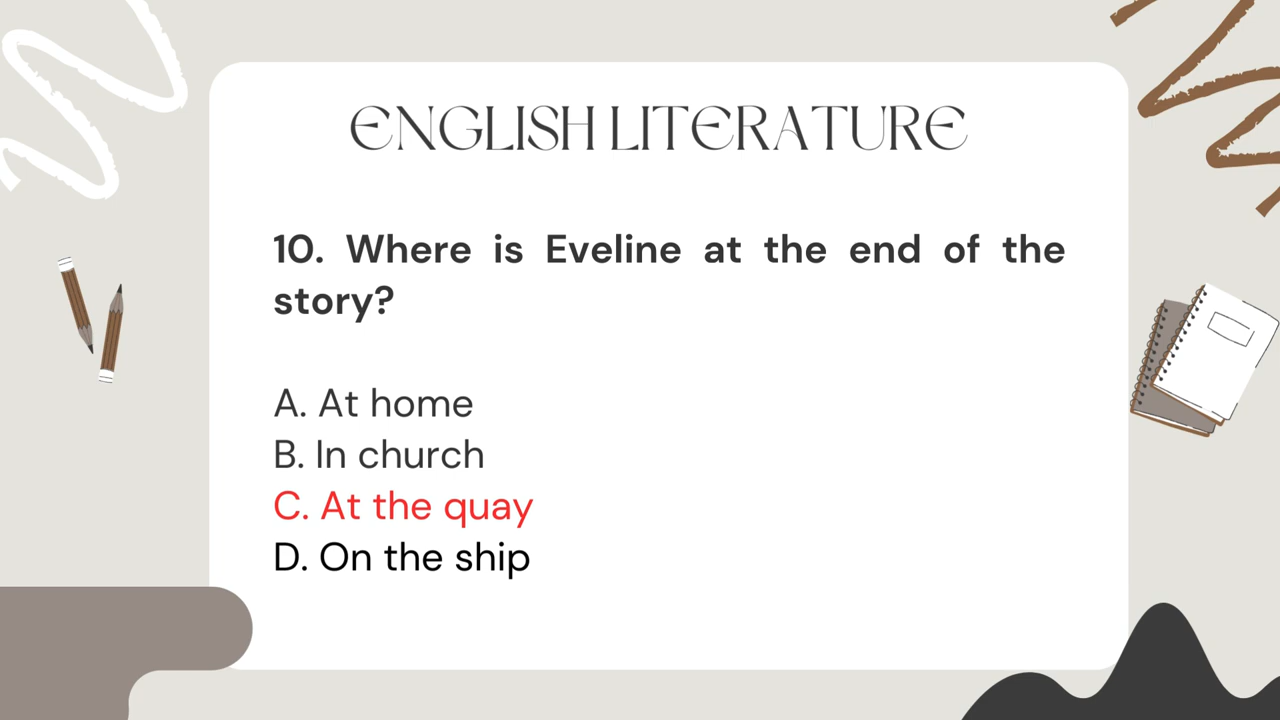 ENGLISH LITERATURE
10. Where is Eveline at the end of the
story?
A. At home
B. In church
C. At the quay
D. On the ship